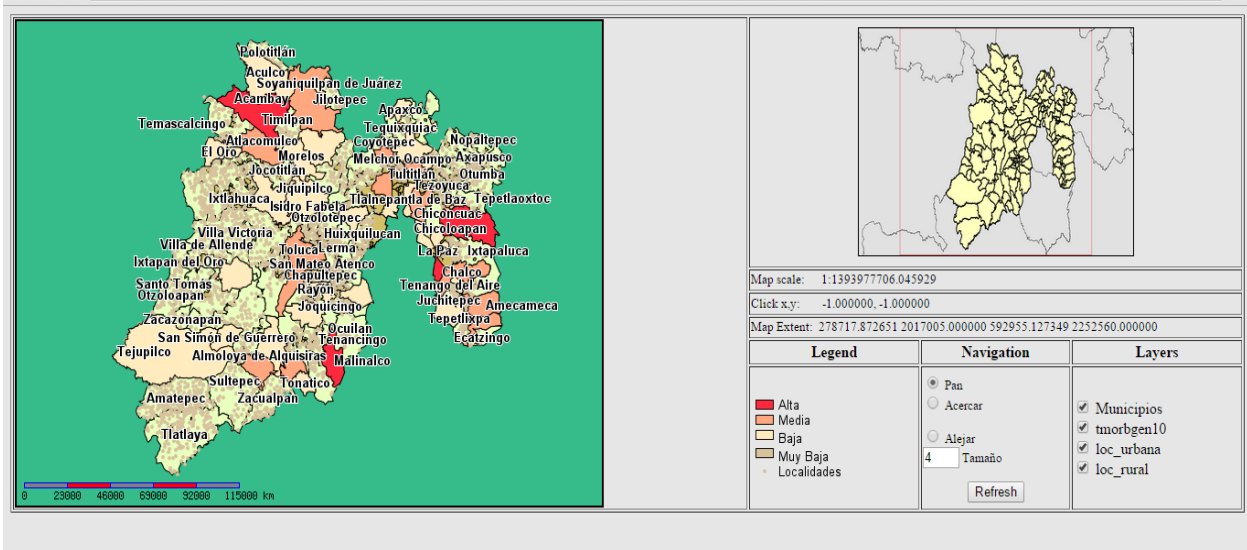 Polotitlán
Aculco
Soyaniquilpan de Juárez
Acambay
Jilotepec
Apaxco
Timilpan
Temascalcingo
Tequixquiac
Atlacomulco
Coyotepec
Nopaltepec
El Oro
Morelos
Melchor Ocampo
Axapusco
Jocotitlán
Tultitlán
Otumba
Jiquipilco
Tezoyuca
Ixtlahuaca
Isidro Fabela
Tlalnepantla de Baz
Tepetlaoxtoc
Otzolotepec
Chiconcuac
Villa Victoria
Huixquilucan
Chicoloapan
Villa de Allende
Toluca
Lerma
La Paz
Ixtapaluca
Ixtapan del Oro
San Mateo Atenco
Chalco
Santo Tomás
Chapultepec
Tenango del Aire
Otzoloapan
Rayón
Juchitepec
Amecameca
Joquicingo
Zacazonapan
Tepetlixpa
Ocuilan
San Simón de Guerrero
Tenancingo
Ecatzingo
Tejupilco
Almoloya de Alquisiras
Malinalco
Sultepec
Tonatico
Amatepec
Zacualpan
Tlatlaya
0 23000 46000 69000 92000 115000 km
Map scale: 1:1393977706.045929
Click x,y: -1.000000, -1.000000
Map Extent: 278717.872651 2017005.000000 592955.127349 2252560.000000
Legend Navigation Layers
Alta
Media
Baja
Muy Baja
Localidades
Pan
Acercar
Alejar
4 Tamaño
Refresh
Municipios
tmorbgen10
loc_urbana
loc_rural